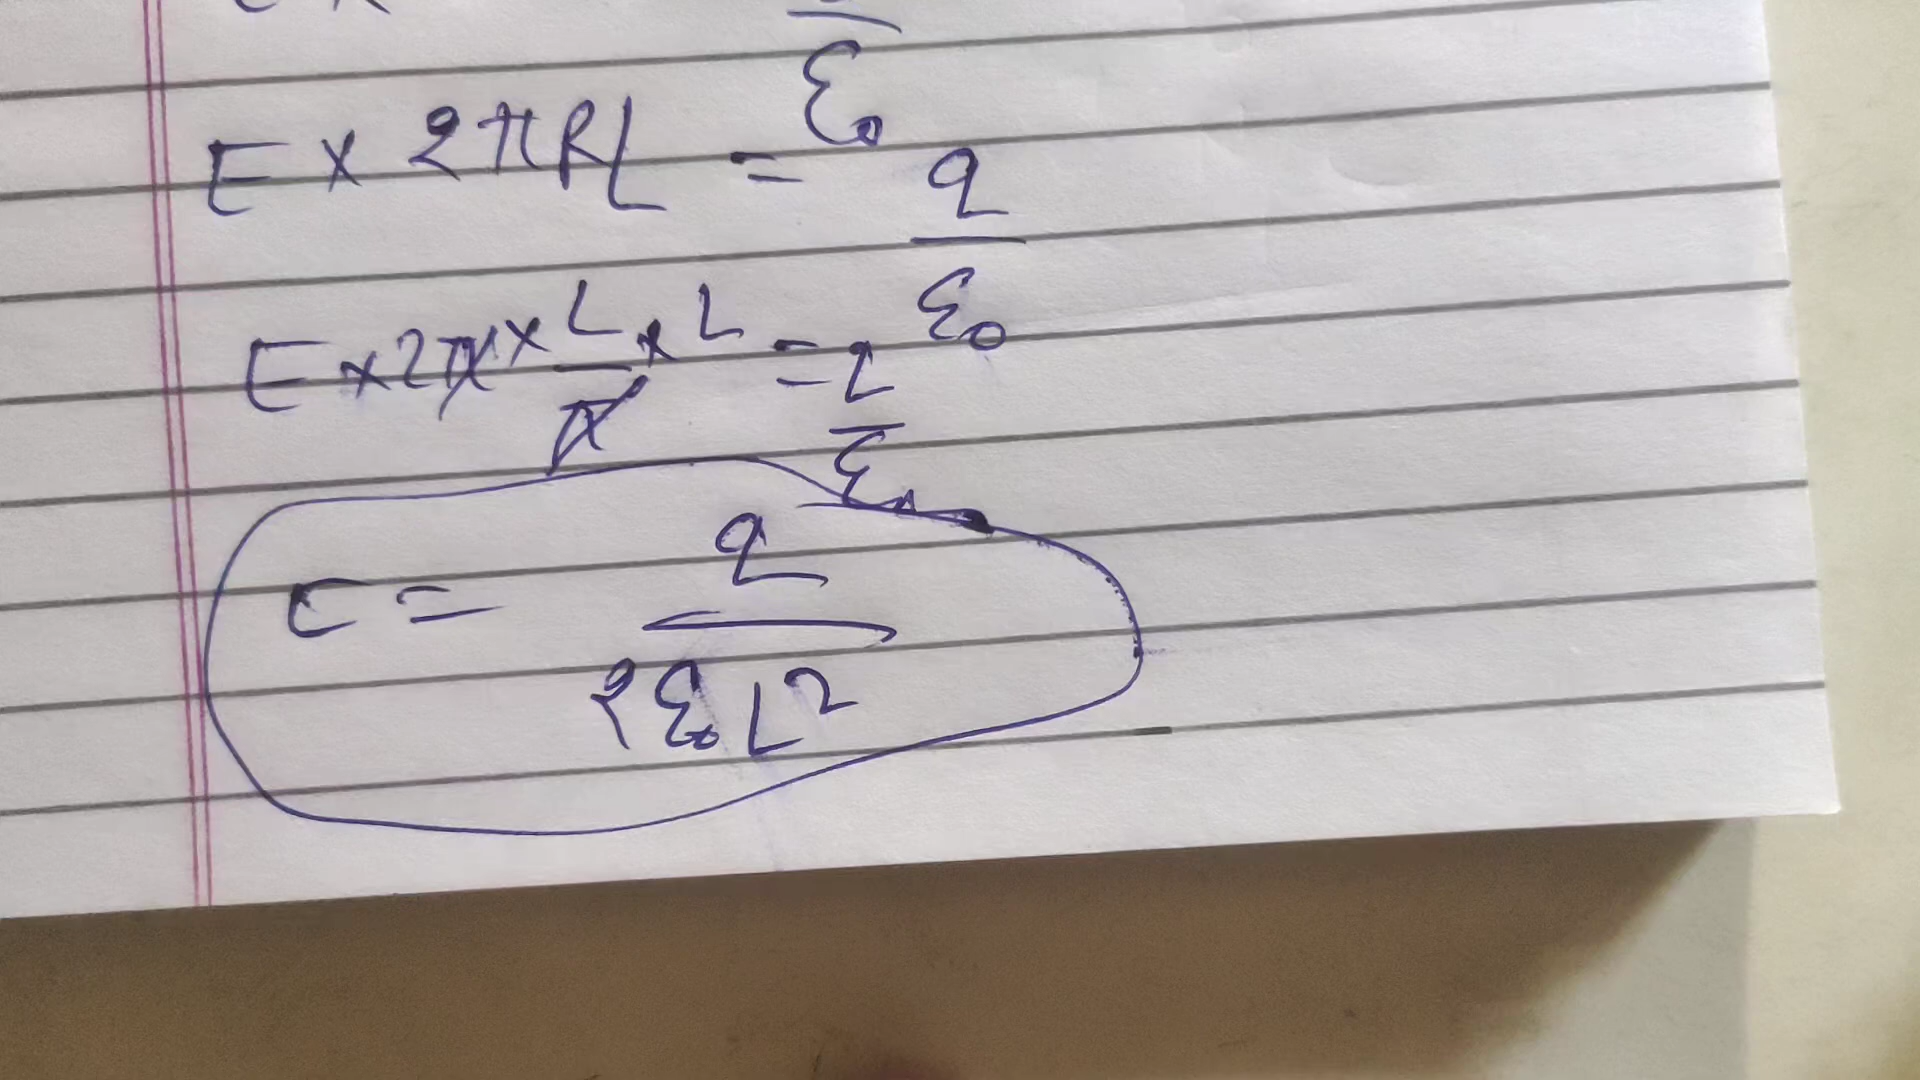 ε₀
E × 2πRL = q/ε₀
E × 2π × L/π × L = q/ε₀
E = q/2ε₀L²